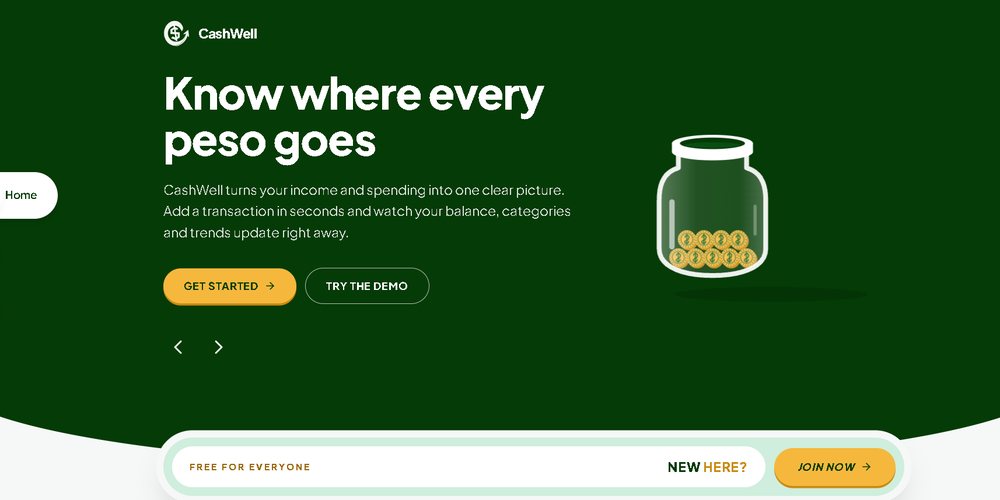 CashWell
Know where every
peso goes
Home
CashWell turns your income and spending into one clear picture.
Add a transaction in seconds and watch your balance, categories
and trends update right away.
GET STARTED →
TRY THE DEMO
FREE FOR EVERYONE
NEW HERE?
JOIN NOW →